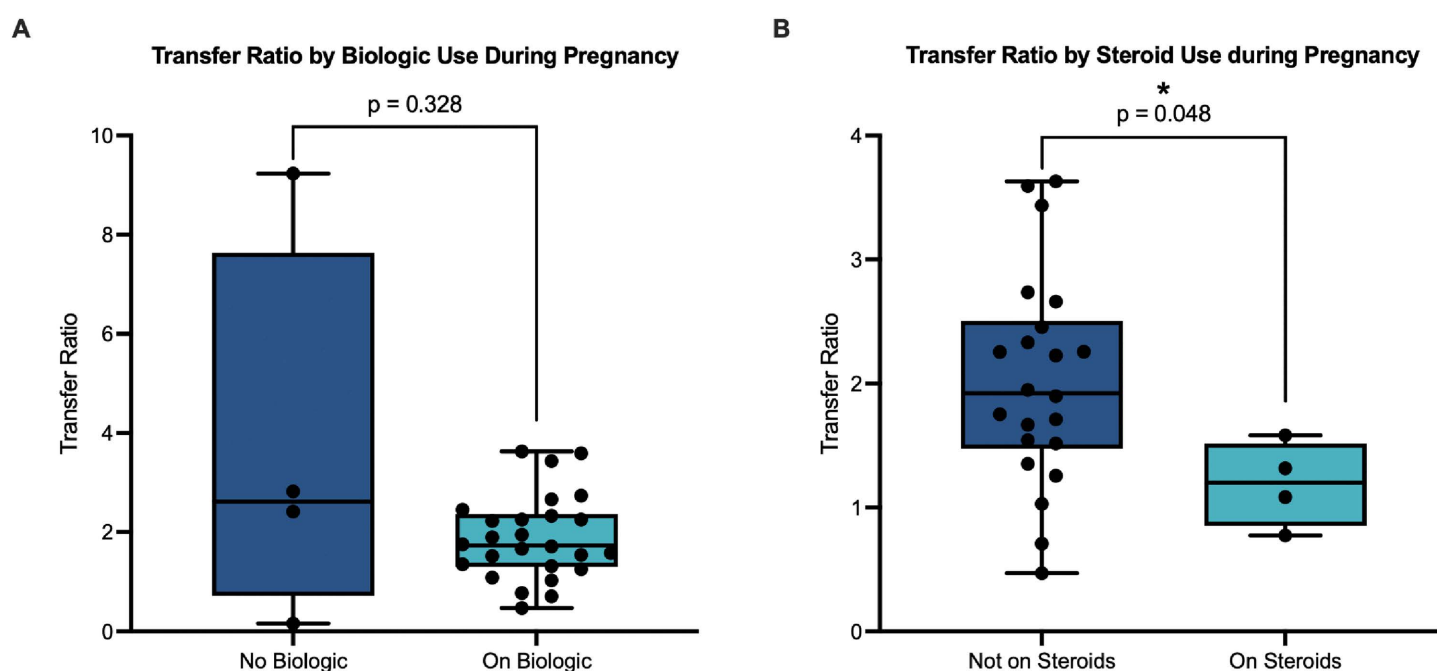 A
Transfer Ratio by Biologic Use During Pregnancy
p = 0.328
Transfer Ratio
10
8
6
4
2
0
No Biologic
On Biologic
B
Transfer Ratio by Steroid Use during Pregnancy
*
p = 0.048
Transfer Ratio
4
3
2
1
0
Not on Steroids
On Steroids